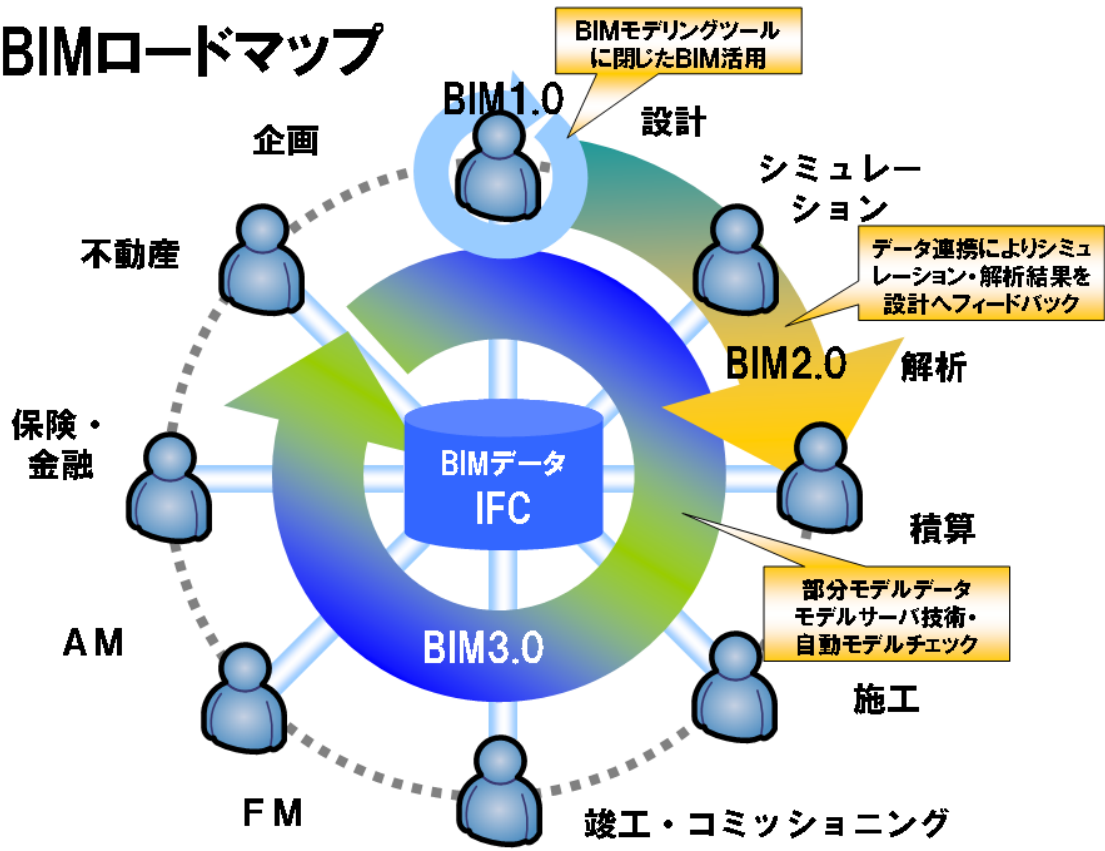 BIMロードマップ
BIMモデリングツール
に閉じたBIM活用
BIM1.0
設計
企画
シミュレー
ション
不動産
データ連携によりシミュ
レーション・解析結果を
設計へフィードバック
BIM2.0
解析
保険・
金融
BIMデータ
IFC
積算
部分モデルデータ
モデルサーバ技術・
自動モデルチェック
BIM3.0
AM
施工
FM
竣工・コミッショニング